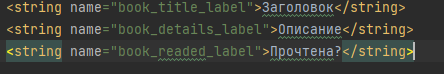 <string name="book_title_label">Заголовок</string>
<string name="book_details_label">Описание</string>
<string name="book_readed_label">Прочтена?</string>